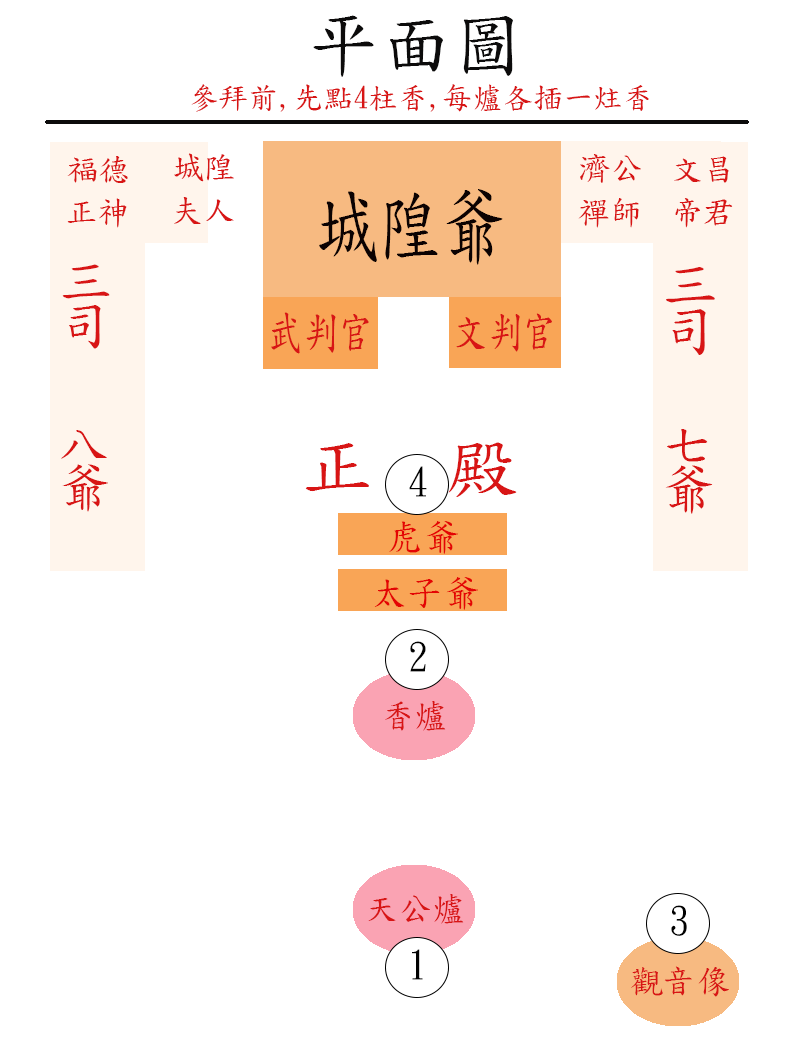 平面圖
參拜前,先點4柱香,每爐各插一炷香
福德
正神
城隍
夫人
城隍爺
濟公
禪師
文昌
帝君
三司
武判官
文判官
三司
八爺
正殿
4
七爺
虎爺
太子爺
2
香爐
天公爐
1
3
觀音像